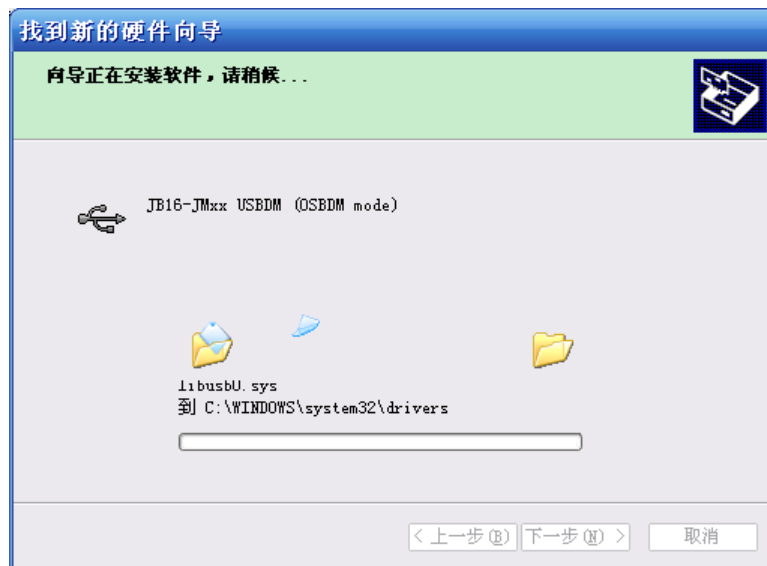 找到新的硬件向导
向导正在安装软件，请稍候...
JB16-JMxx USBDM (OSBDM mode)
libusb0.sys
到 C:\WINDOWS\system32\drivers
< 上一步(B)
下一步(N) >
取消